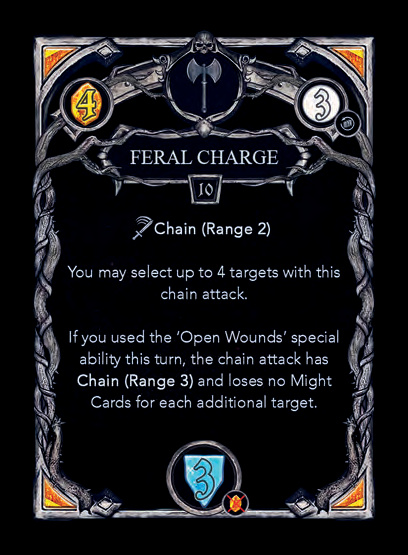 4
3
FERAL CHARGE
10
Chain (Range 2)
You may select up to 4 targets with this
chain attack.
If you used the ‘Open Wounds’ special
ability this turn, the chain attack has
Chain (Range 3) and loses no Might
Cards for each additional target.
3